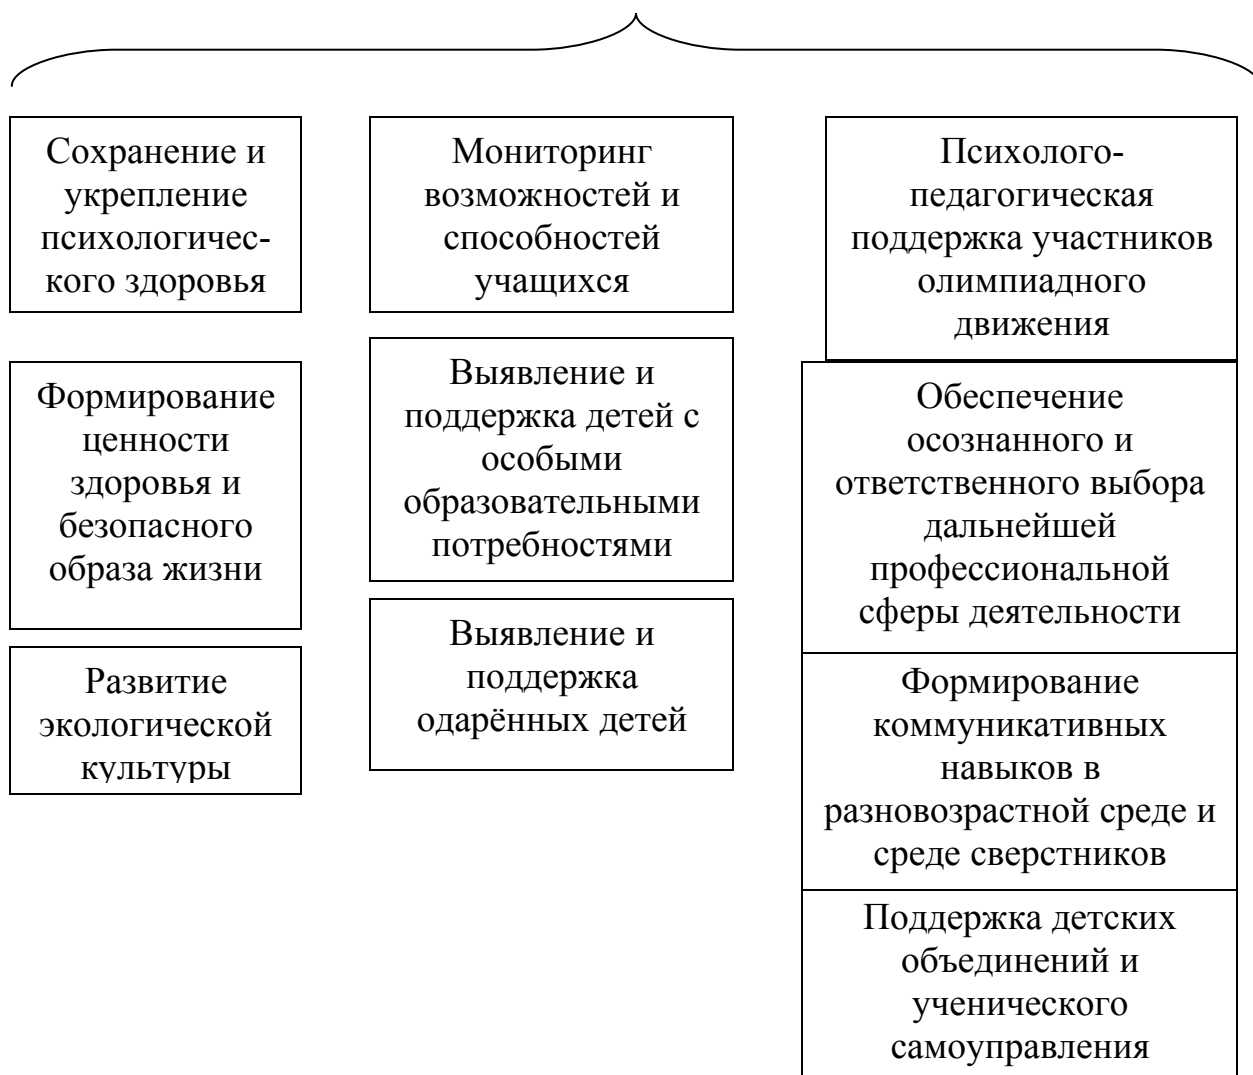 Сохранение и
укрепление
психологичес-
кого здоровья
Формирование
ценности
здоровья и
безопасного
образа жизни
Развитие
экологической
культуры
Мониторинг
возможностей и
способностей
учащихся
Выявление и
поддержка детей с
особыми
образовательными
потребностями
Выявление и
поддержка
одарённых детей
Психолого-
педагогическая
поддержка участников
олимпиадного
движения
Обеспечение
осознанного и
ответственного выбора
дальнейшей
профессиональной
сферы деятельности
Формирование
коммуникативных
навыков в
разновозрастной среде и
среде сверстников
Поддержка детских
объединений и
ученического
самоуправления